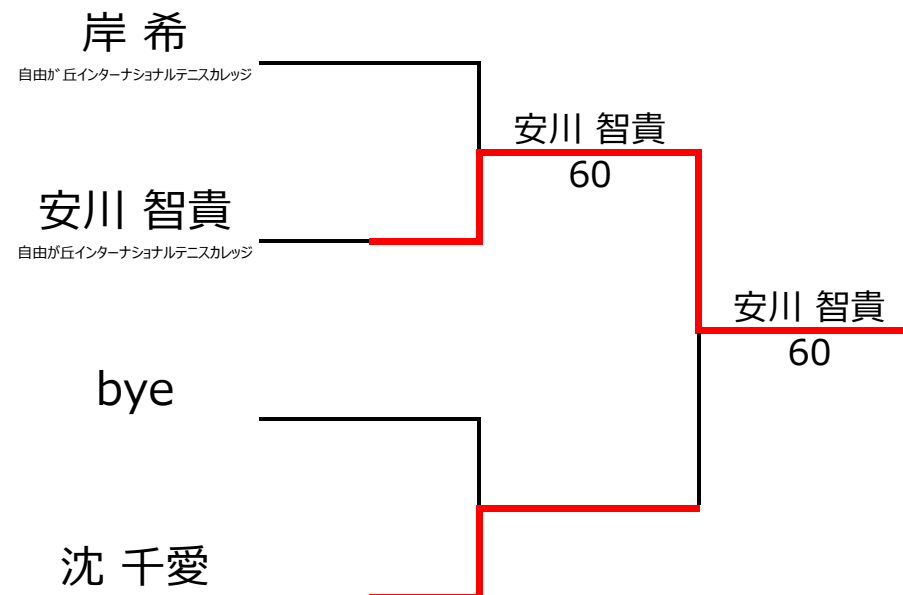 岸 希
自由が丘インターナショナルテニスカレッジ
安川 智貴
60
安川 智貴
自由が丘インターナショナルテニスカレッジ
安川 智貴
60
bye
沈 千愛